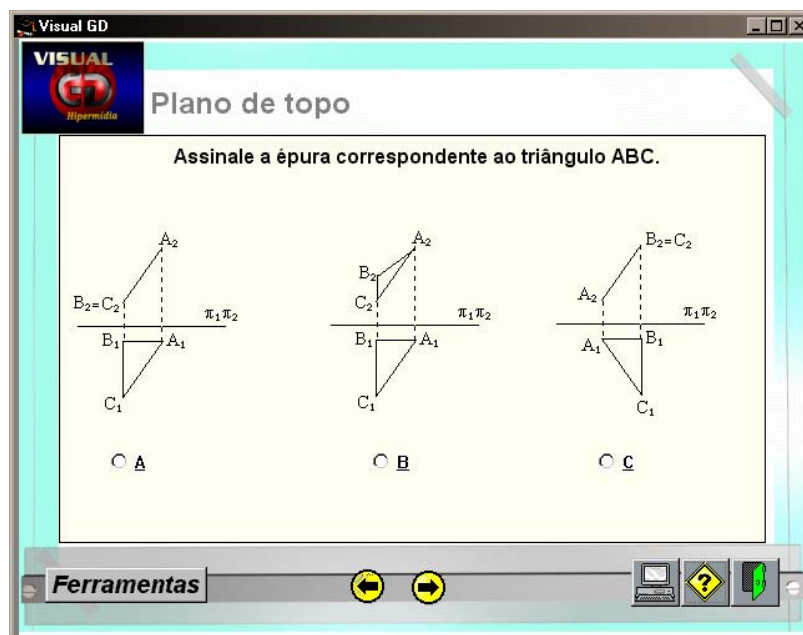 Visual GD
VISUAL
GD
Hipermídia
Plano de topo
Assinale a épura correspondente ao triângulo ABC.
A₂
B₂=C₂
π₁π₂
B₁ A₁
C₁
A₂
B₂
C₂
π₁π₂
B₁ A₁
C₁
B₂=C₂
A₂
π₁π₂
A₁ B₁
C₁
A B C
Ferramentas
?